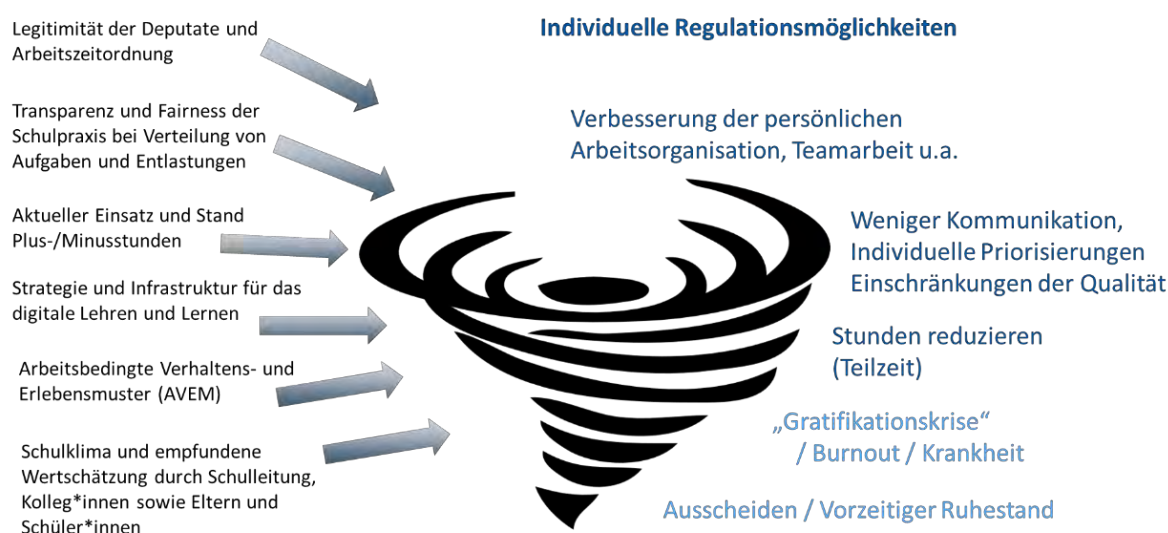 Legitimität der Deputate und
Arbeitszeitordnung
Transparenz und Fairness der
Schulpraxis bei Verteilung von
Aufgaben und Entlastungen
Aktueller Einsatz und Stand
Plus-/Minusstunden
Strategie und Infrastruktur für das
digitale Lehren und Lernen
Arbeitsbedingte Verhaltens- und
Erlebensmuster (AVEM)
Schulklima und empfundene
Wertschätzung durch Schulleitung,
Kolleg*innen sowie Eltern und
Schüler*innen
Individuelle Regulationsmöglichkeiten
Verbesserung der persönlichen
Arbeitsorganisation, Teamarbeit u.a.
Weniger Kommunikation,
Individuelle Priorisierungen
Einschränkungen der Qualität
Stunden reduzieren
(Teilzeit)
„Gratifikationskrise“
/ Burnout / Krankheit
Ausscheiden / Vorzeitiger Ruhestand